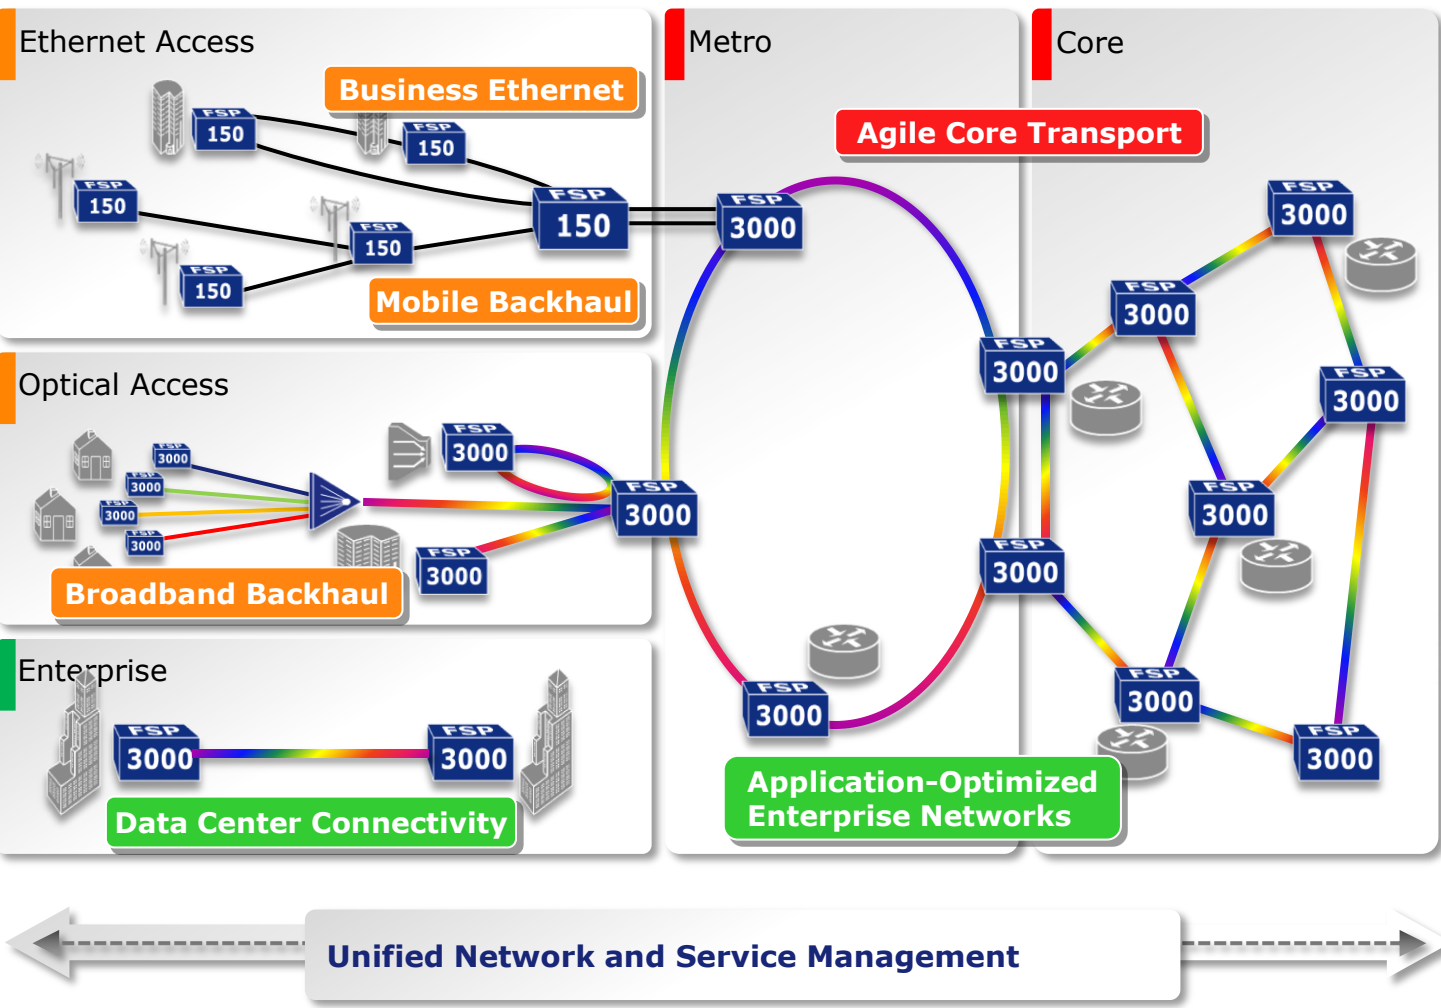 Ethernet Access
Business Ethernet
FSP
150
FSP
150
FSP
150
FSP
150
FSP
150
FSP
150
Mobile Backhaul
Optical Access
FSP
3000
FSP
3000
FSP
3000
FSP
3000
FSP
3000
FSP
3000
FSP
3000
Broadband Backhaul
Enterprise
FSP
3000
FSP
3000
Data Center Connectivity
Metro
Agile Core Transport
FSP
3000
FSP
3000
FSP
3000
FSP
3000
Application-Optimized
Enterprise Networks
Core
FSP
3000
FSP
3000
FSP
3000
FSP
3000
FSP
3000
FSP
3000
Unified Network and Service Management